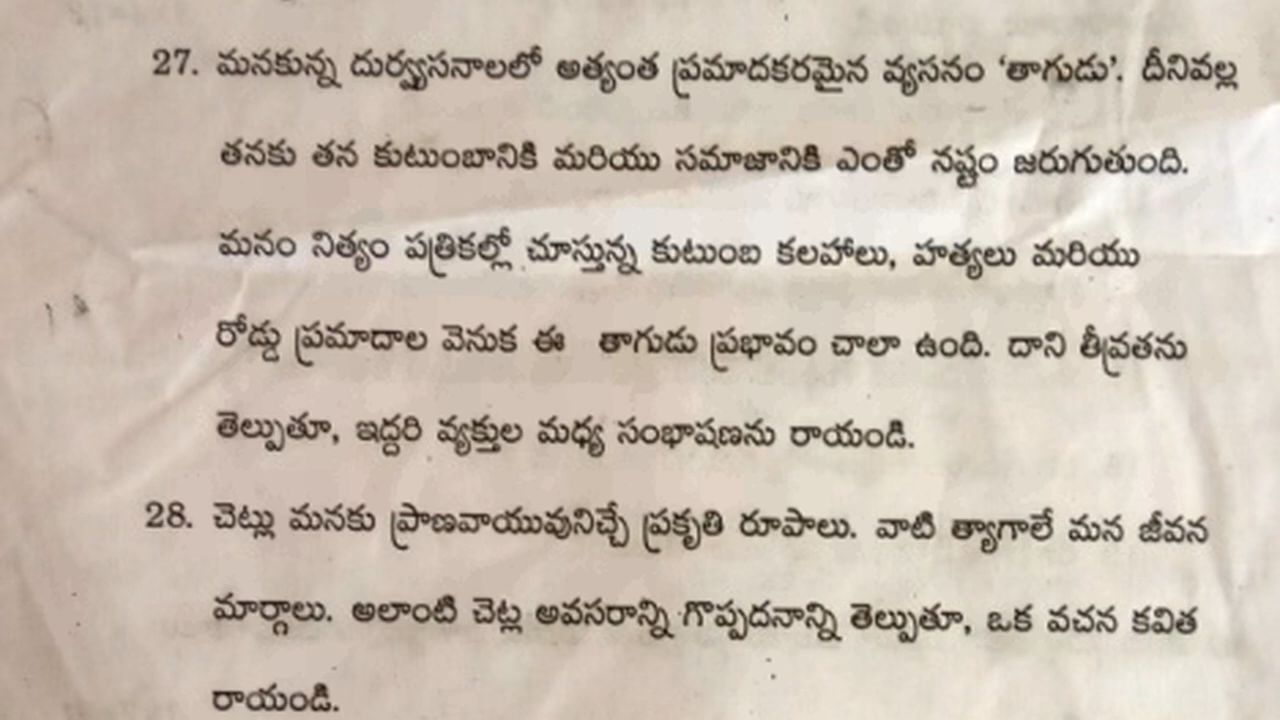 27. మనకున్న దుర్వ్యసనాలలో అత్యంత ప్రమాదకరమైన వ్యసనం ‘తాగుడు’. దీనివల్ల
తనకు తన కుటుంబానికి మరియు సమాజానికి ఎంతో నష్టం జరుగుతుంది.
మనం నిత్యం పత్రికల్లో చూస్తున్న కుటుంబ కలహాలు, హత్యలు మరియు
రోడ్డు ప్రమాదాల వెనుక ఈ తాగుడు ప్రభావం చాలా ఉంది. దాని తీవ్రతను
తెల్పుతూ, ఇద్దరి వ్యక్తుల మధ్య సంభాషణను రాయండి.
28. చెట్లు మనకు ప్రాణవాయువునిచ్చే ప్రకృతి రూపాలు. వాటి త్యాగాలే మన జీవన
మార్గాలు. అలాంటి చెట్ల అవసరాన్ని గొప్పదనాన్ని తెల్పుతూ, ఒక వచన కవిత
రాయండి.